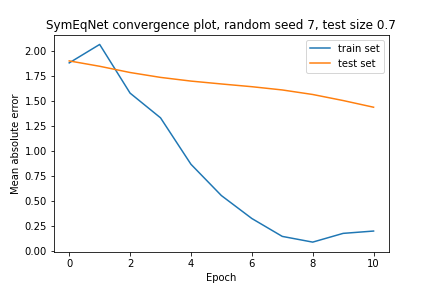 SymEqNet convergence plot, random seed 7, test size 0.7
train set
test set
2.00
1.75
1.50
1.25
1.00
0.75
0.50
0.25
0.00
Mean absolute error
0 2 4 6 8 10
Epoch